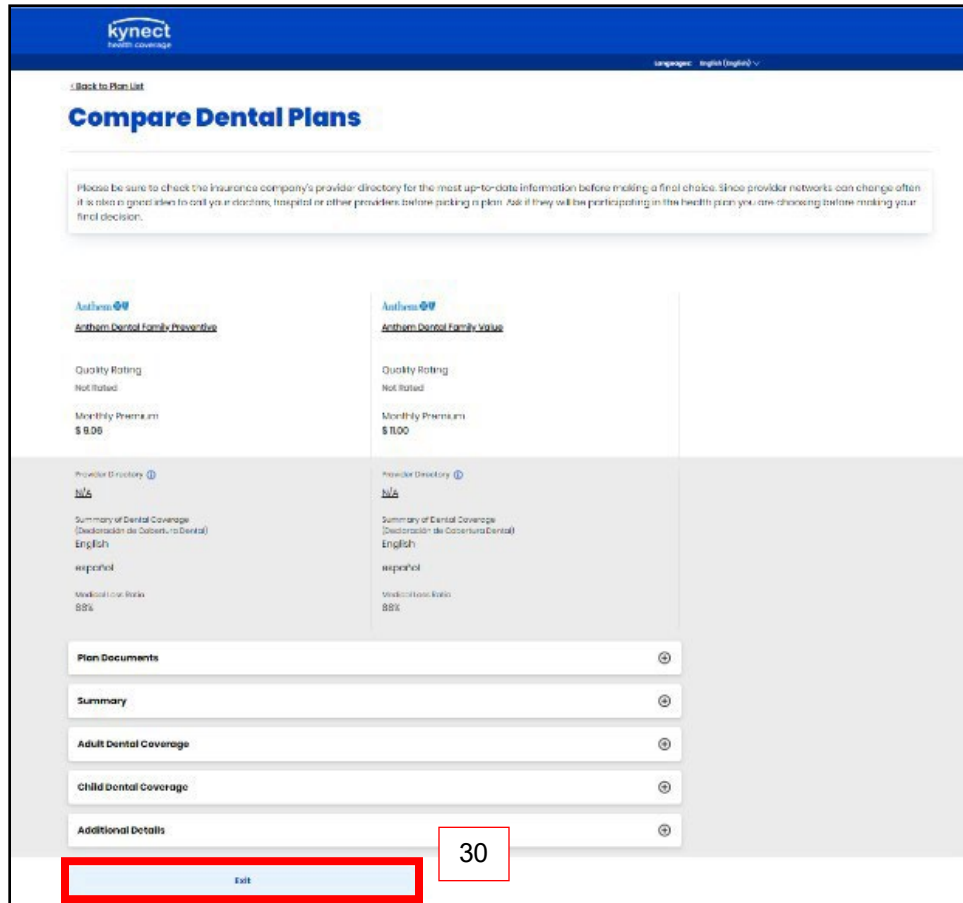 kynect
health coverage
Languages: English (English)
<Back to Plan List
Compare Dental Plans
Please be sure to check the insurance company's provider directory for the most up-to-date information before making a final choice. Since provider networks can change often
it is also a good idea to call your doctors, hospital or other providers before picking a plan. Ask if they will be participating in the health plan you are choosing before making your
final decision.
Anthem
Anthem Dental Family Preventive
Quality Rating
Not Rated
Monthly Premium
$ 9.06
Anthem
Anthem Dental Family Value
Quality Rating
Not Rated
Monthly Premium
$ 11.00
Provider Directory
N/A
Summary of Dental Coverage
(Declaración de Cobertura Dental)
English
español
Medical Loss Ratio
88%
Provider Directory
N/A
Summary of Dental Coverage
(Declaración de Cobertura Dental)
English
español
Medical Loss Ratio
88%
Plan Documents
Summary
Adult Dental Coverage
Child Dental Coverage
Additional Details
30
Exit